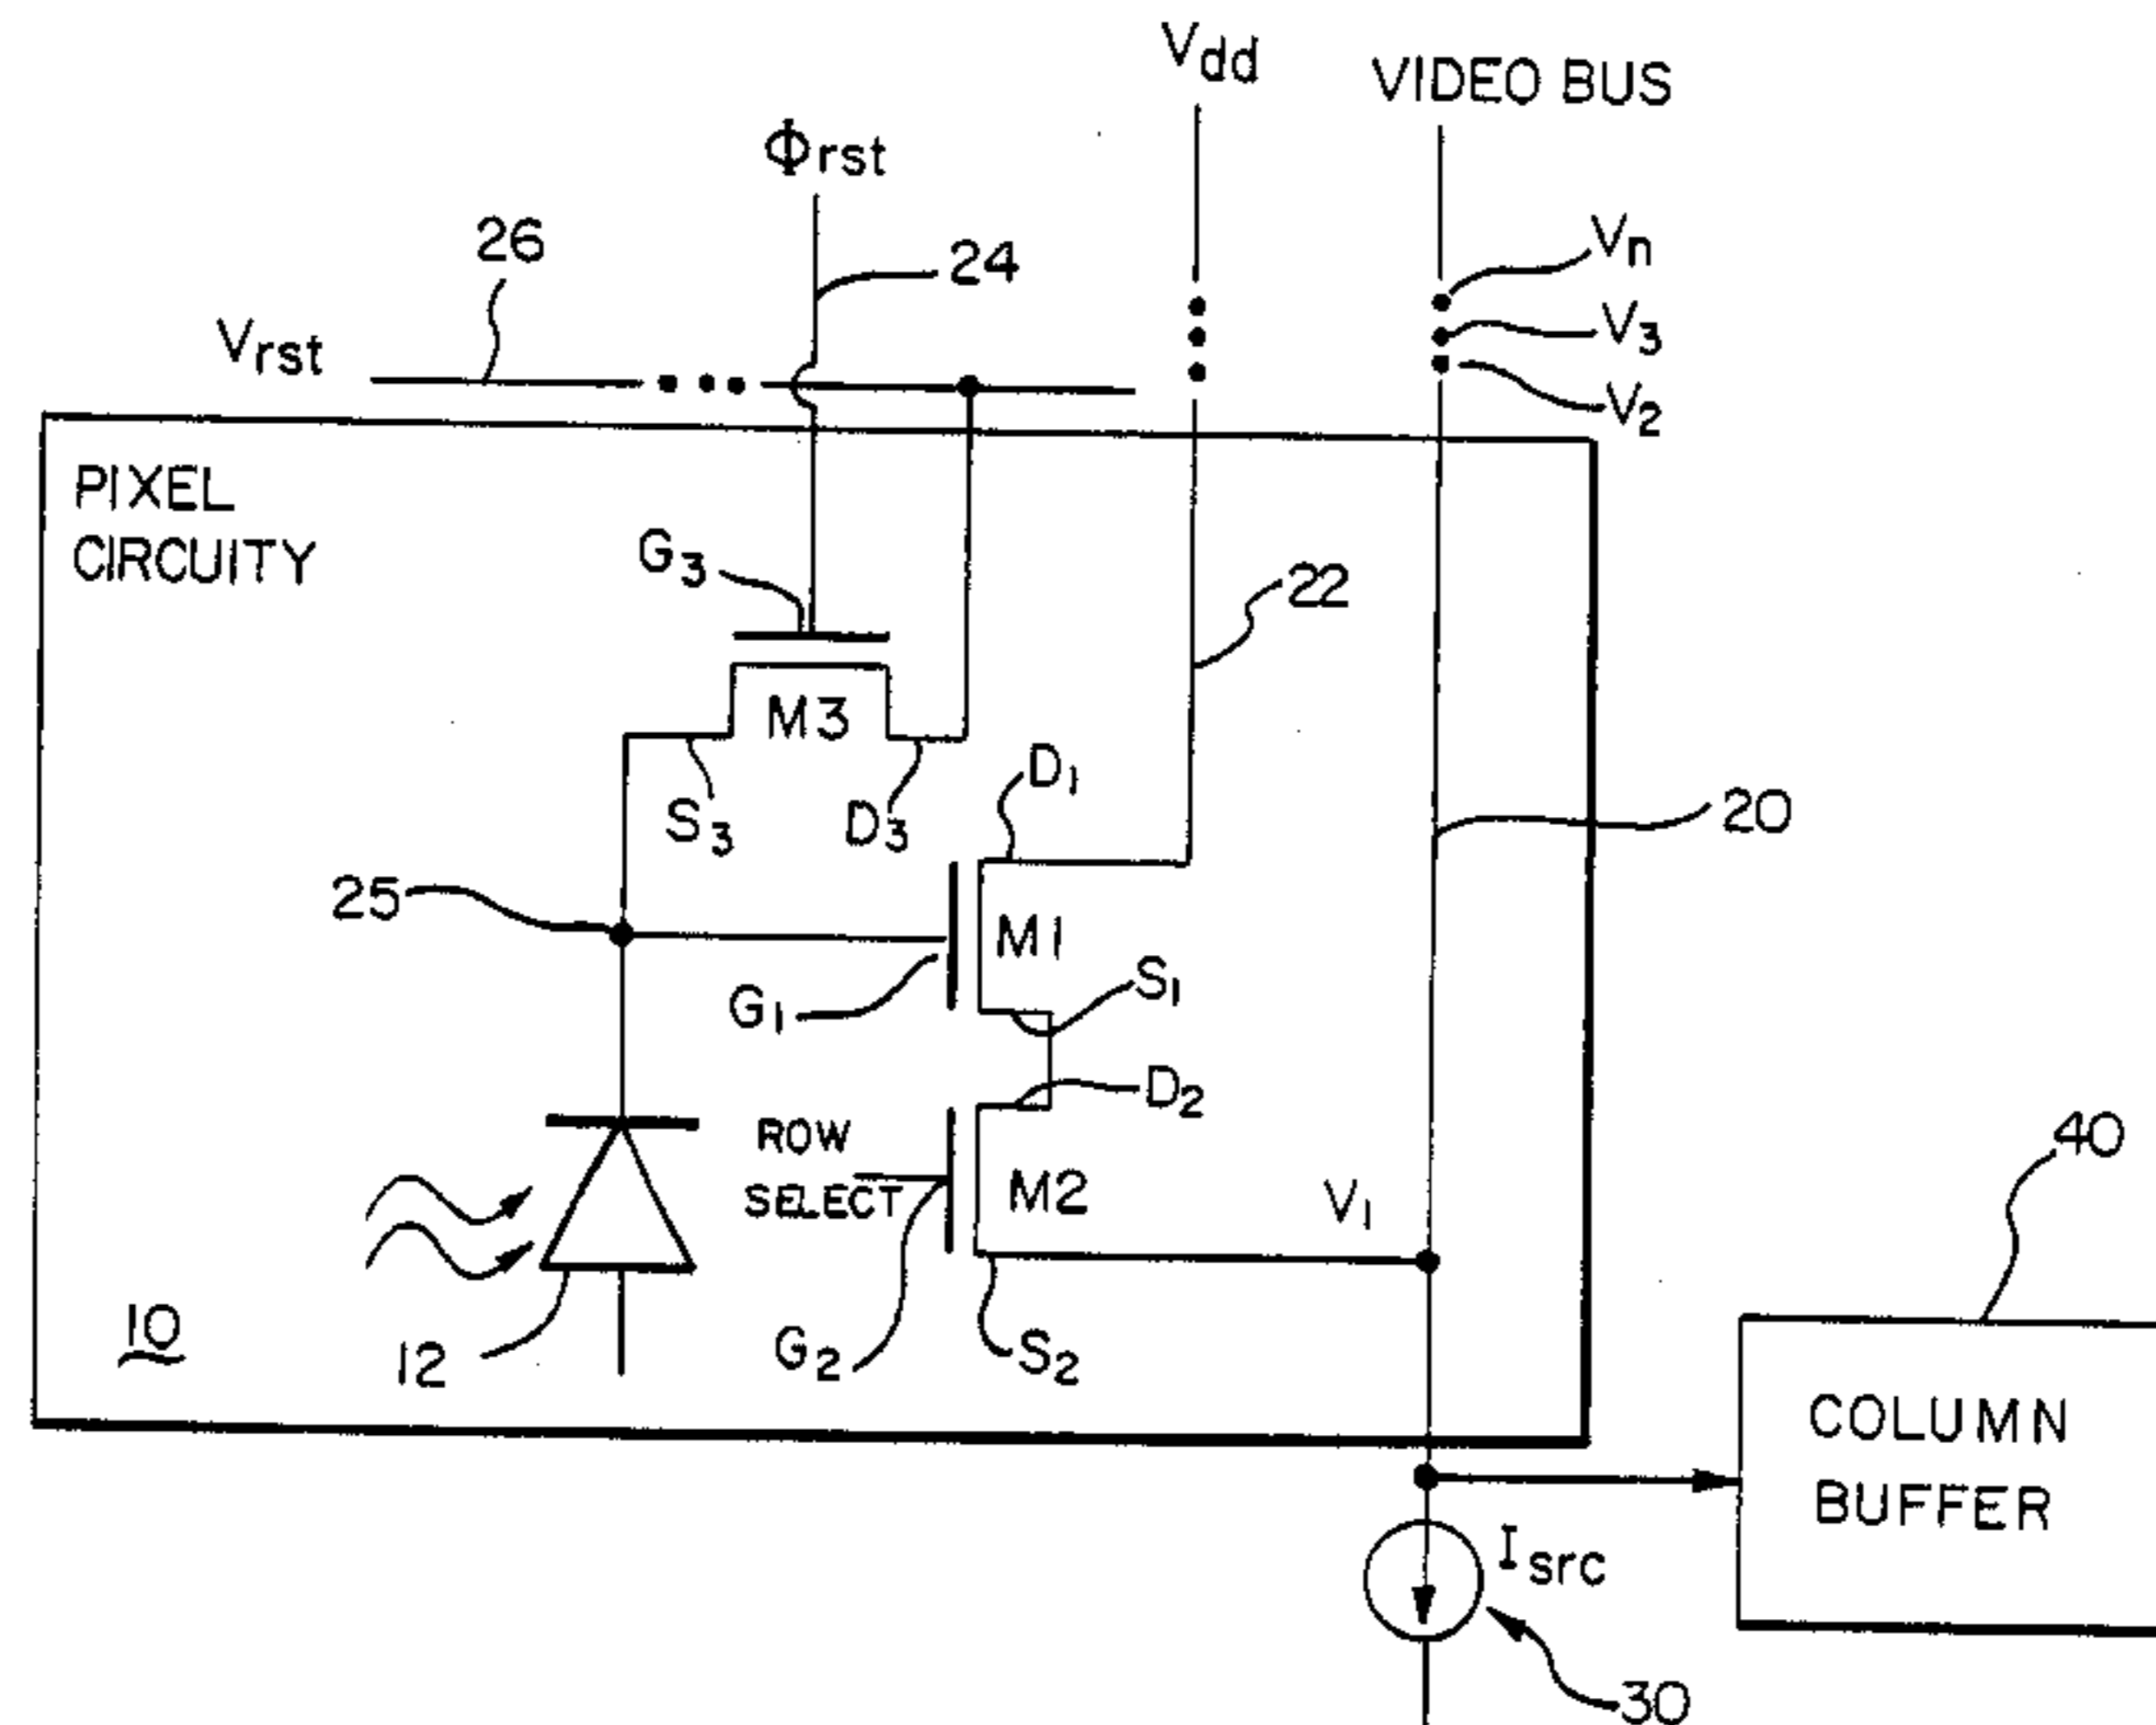 Vdd
VIDEO BUS
Φrst
26
24
Vn
V3
V2
Vrst
PIXEL
CIRCUITY
G3
22
M3
D1
S3
D3
20
25
M1
G1
S1
D2
ROW
SELECT
M2
V1
40
10
12
G2
S2
COLUMN
BUFFER
Isrc
30